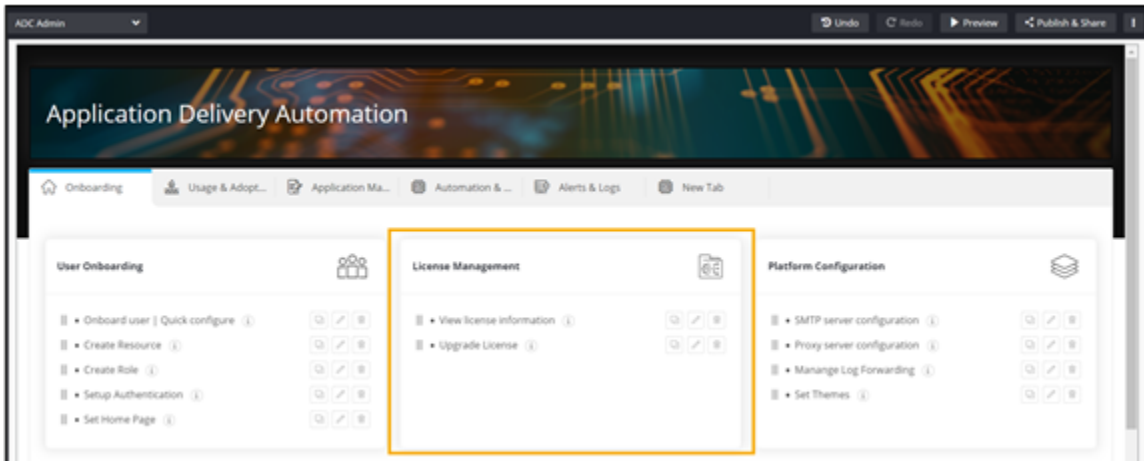 ADC Admin Undo Redo Preview Publish & Share
Application Delivery Automation
Onboarding Usage & Adopt... Application Ma... Automation & ... Alerts & Logs New Tab
User Onboarding License Management Platform Configuration
• Onboard user | Quick configure • View license information • SMTP server configuration
• Create Resource • Upgrade License • Proxy server configuration
• Create Role • Manange Log Forwarding
• Setup Authentication • Set Themes
• Set Home Page